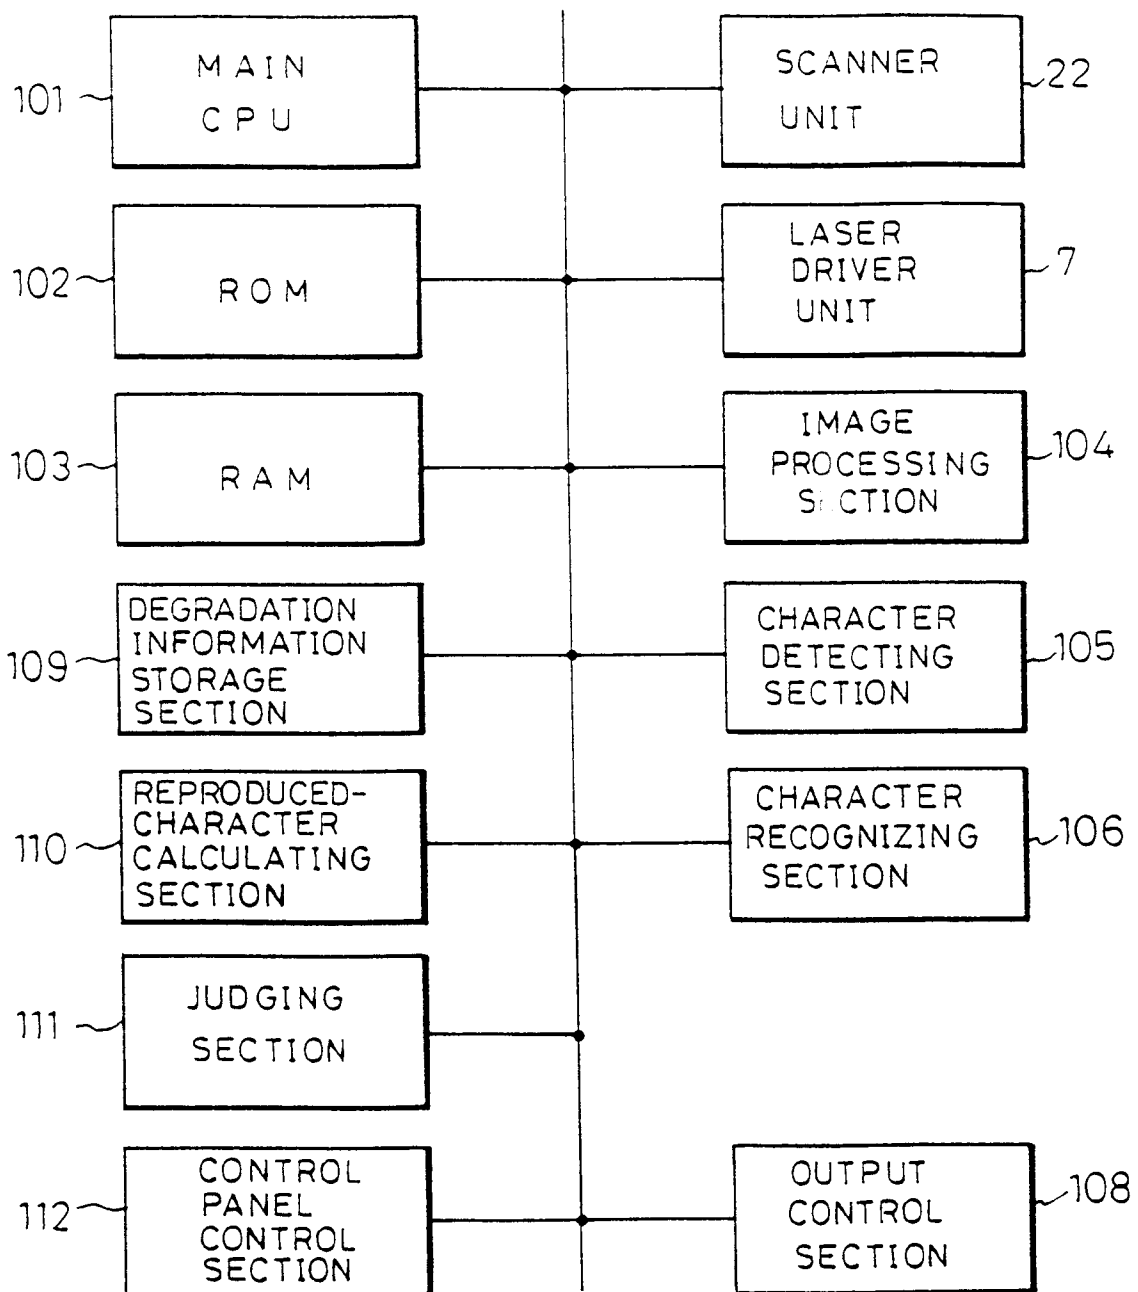 MAIN
CPU
101
SCANNER
UNIT
22
ROM
102
LASER
DRIVER
UNIT
7
RAM
103
IMAGE
PROCESSING
SECTION
104
DEGRADATION
INFORMATION
STORAGE
SECTION
109
CHARACTER
DETECTING
SECTION
105
REPRODUCED-
CHARACTER
CALCULATING
SECTION
110
CHARACTER
RECOGNIZING
SECTION
106
JUDGING
SECTION
111
CONTROL
PANEL
CONTROL
SECTION
112
OUTPUT
CONTROL
SECTION
108